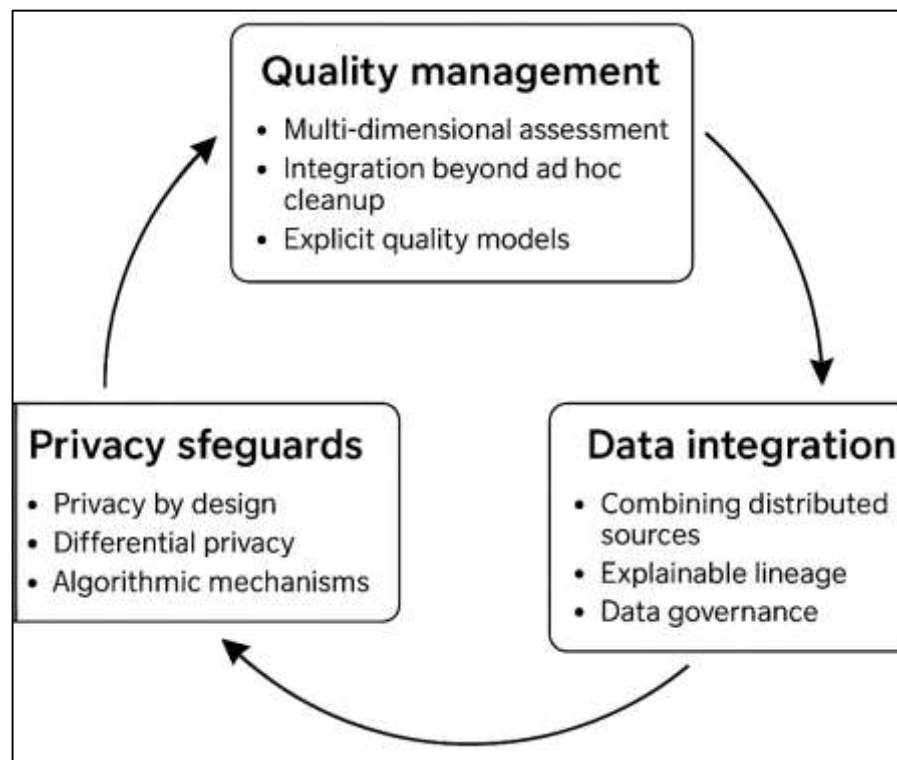 Quality management
• Multi-dimensional assessment
• Integration beyond ad hoc
cleanup
• Explicit quality models
Privacy sfeguards
• Privacy by design
• Differential privacy
• Algorithmic mechanisms
Data integration
• Combining distributed
sources
• Explainable lineage
• Data governance